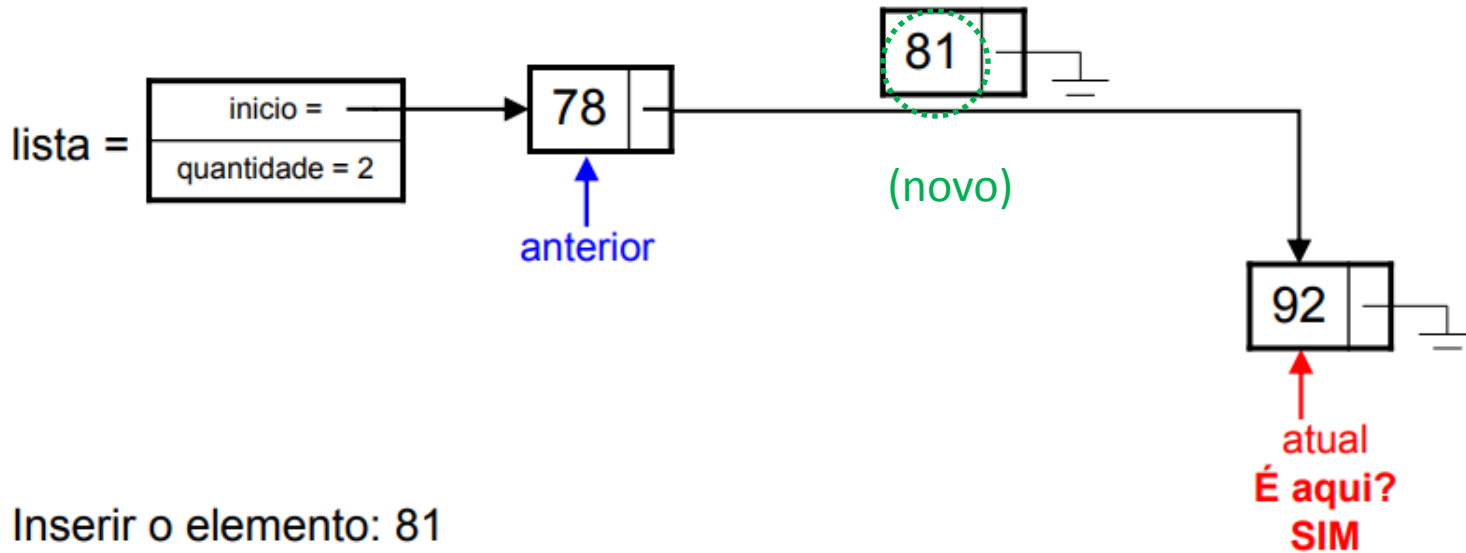 81
inicio =
78
lista =
quantidade = 2
(novo)
anterior
92
atual
É aqui?
SIM
Inserir o elemento: 81